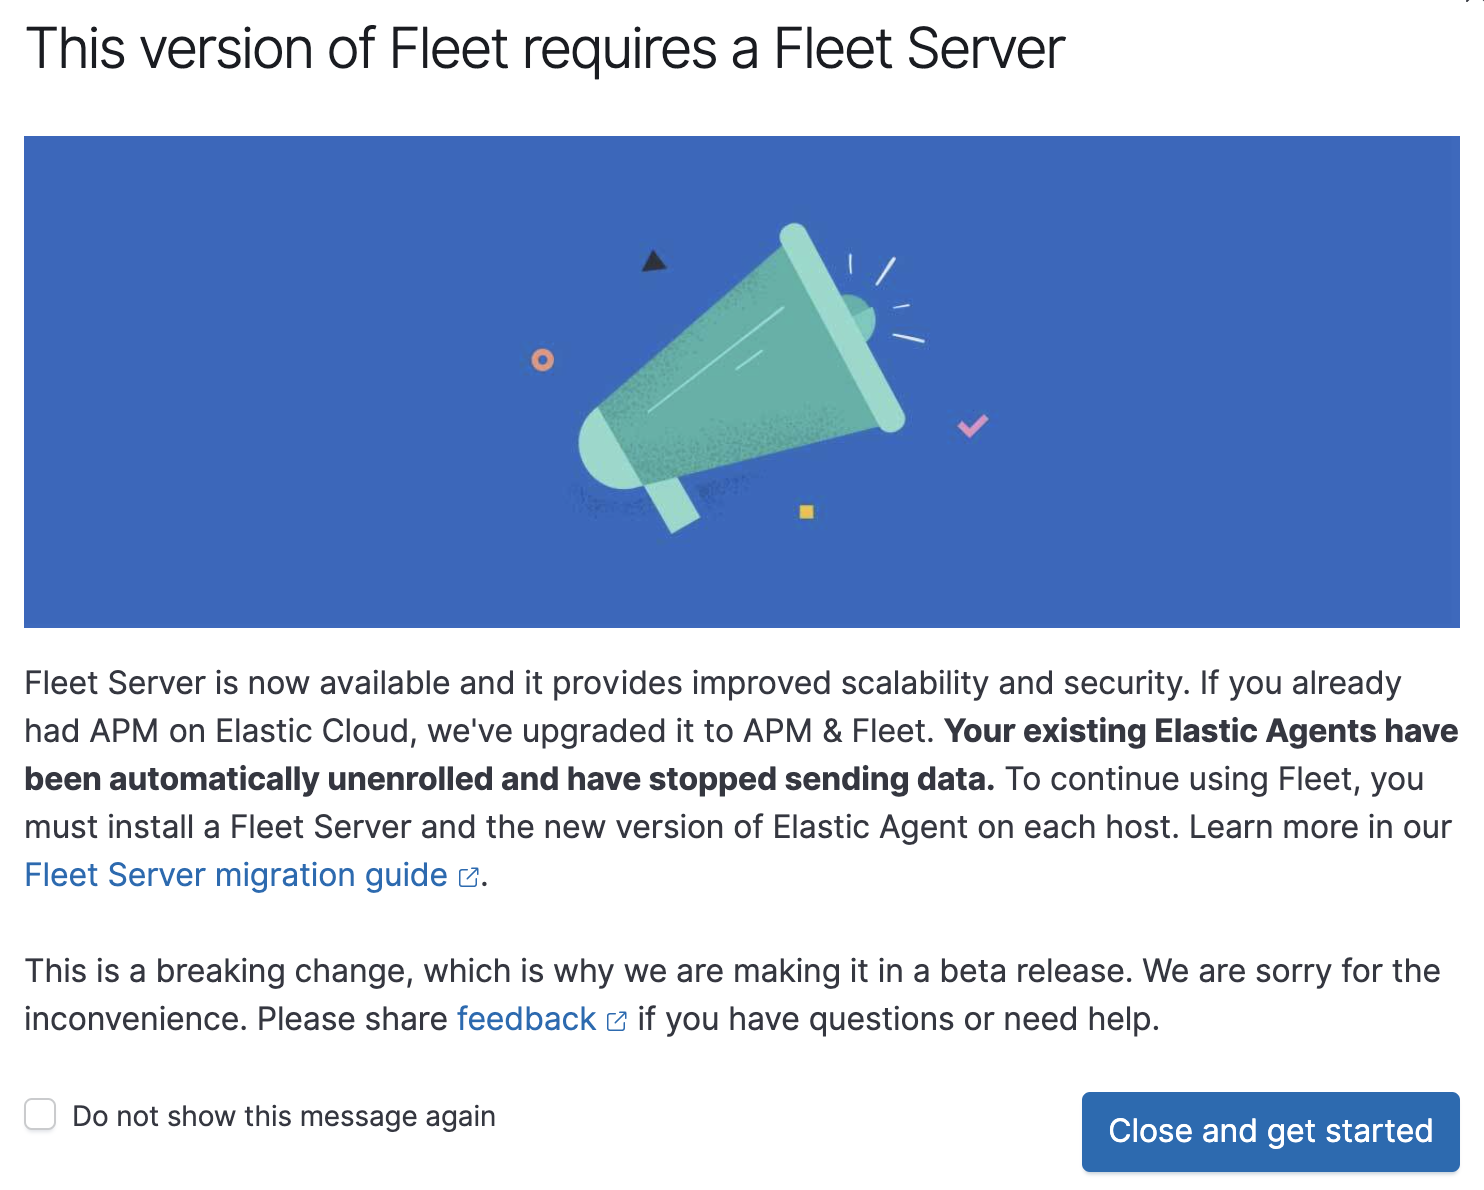 This version of Fleet requires a Fleet Server
Fleet Server is now available and it provides improved scalability and security. If you already
had APM on Elastic Cloud, we've upgraded it to APM & Fleet. Your existing Elastic Agents have
been automatically unenrolled and have stopped sending data. To continue using Fleet, you
must install a Fleet Server and the new version of Elastic Agent on each host. Learn more in our
Fleet Server migration guide.
This is a breaking change, which is why we are making it in a beta release. We are sorry for the
inconvenience. Please share feedback if you have questions or need help.
Do not show this message again
Close and get started